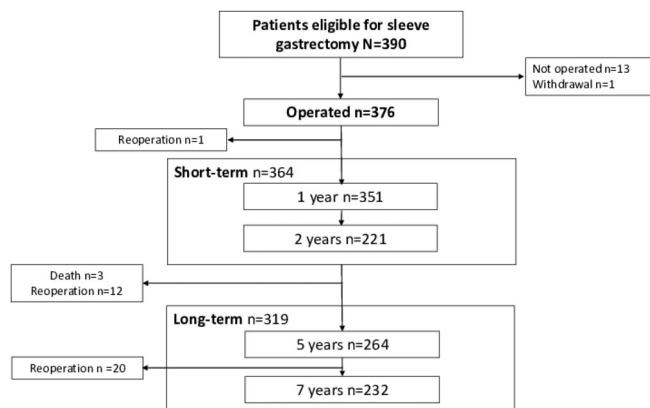 Patients eligible for sleeve
gastrectomy N=390
Not operated n=13
Withdrawal n=1
Operated n=376
Reoperation n=1
Short-term n=364
1 year n=351
2 years n=221
Death n=3
Reoperation n=12
Long-term n=319
5 years n=264
Reoperation n =20
7 years n=232